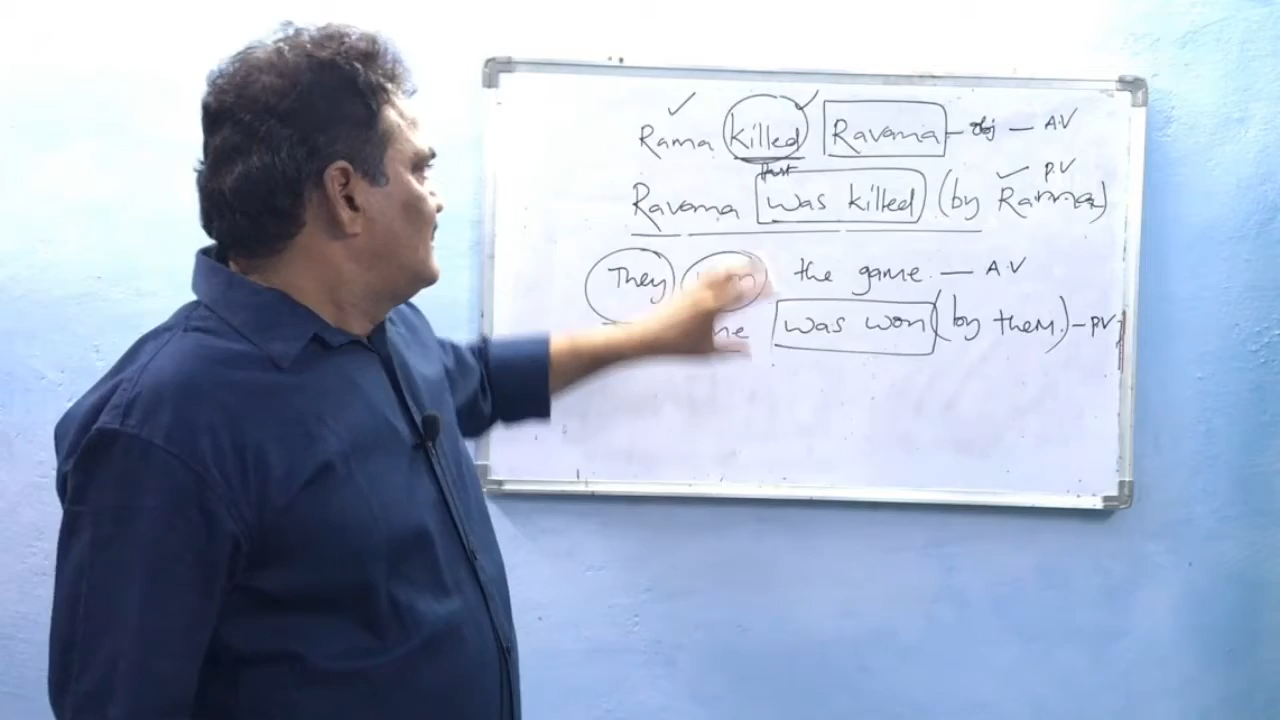 Rama killed Ravana - obj - A.V
Past
P.V
Ravana was killed (by Rama)
They the game. - A.V
was won (by them.) - P.V